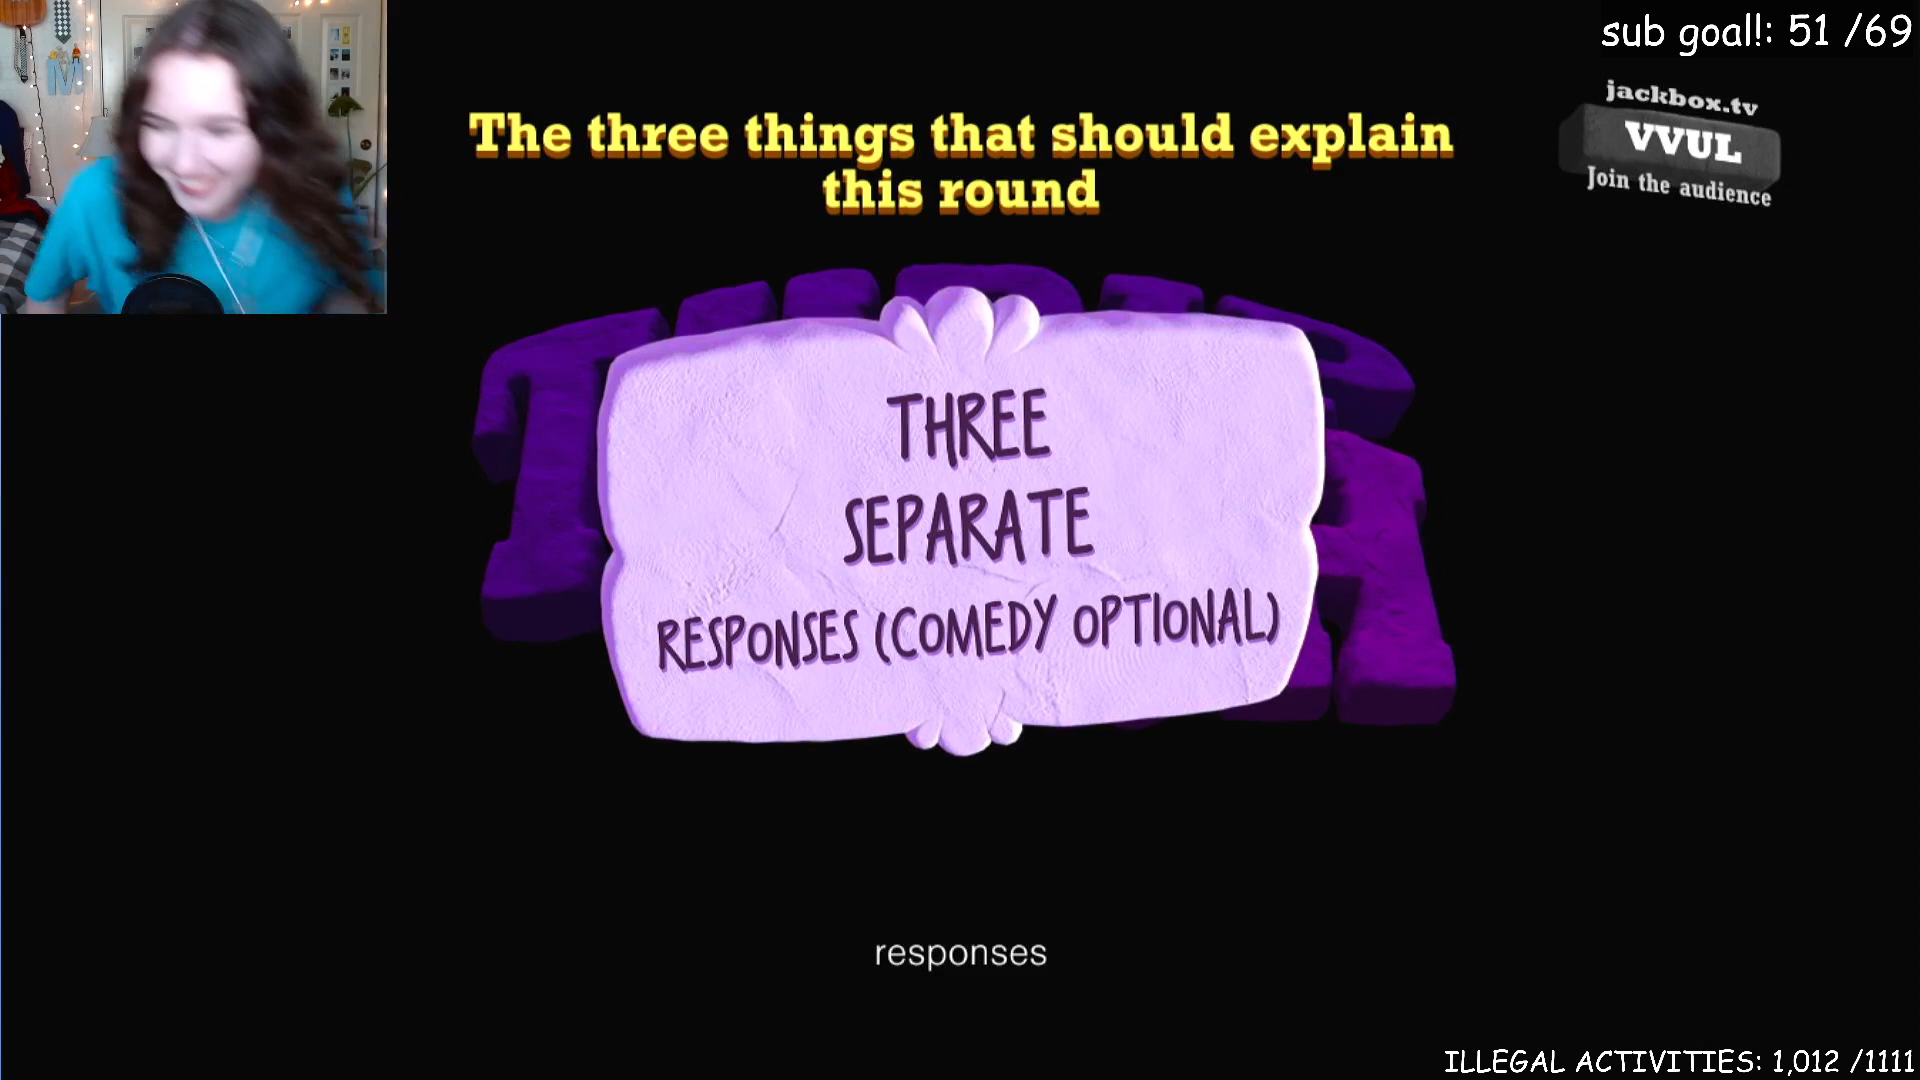 sub goal!: 51 /69
jackbox.tv
VVUL
Join the audience
The three things that should explain
this round
THREE
SEPARATE
RESPONSES (COMEDY OPTIONAL)
responses
ILLEGAL ACTIVITIES: 1,012 /1111